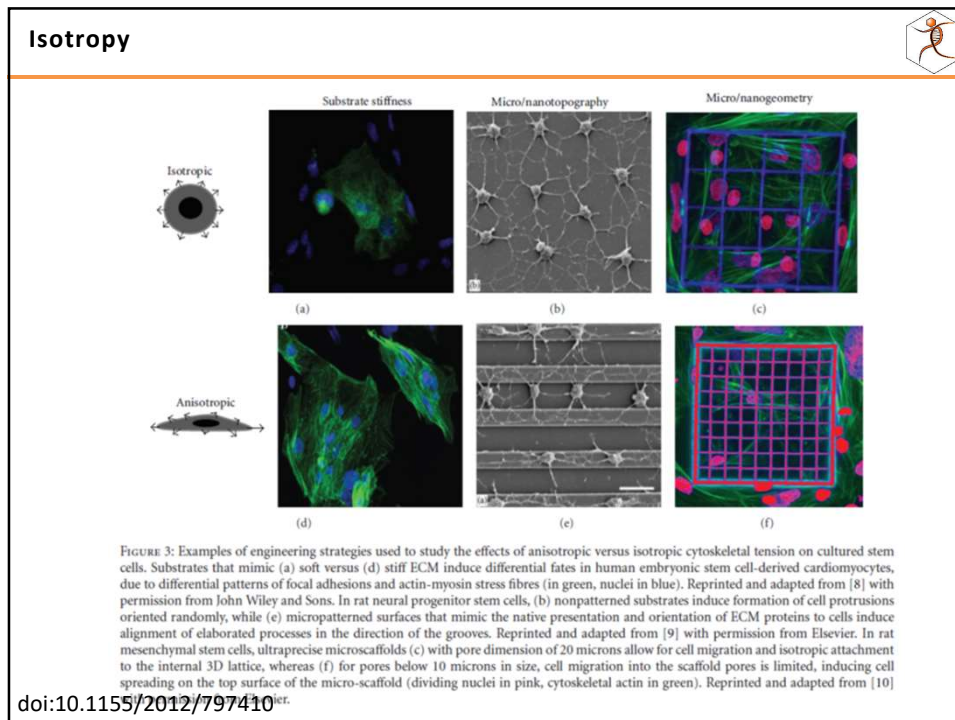 Isotropy
Substrate stiffness
Micro/nanotopography
Micro/nanogeometry
Isotropic
(b)
(a)
(b)
(c)
Anisotropic
(a)
(d)
(e)
(f)
FIGURE 3: Examples of engineering strategies used to study the effects of anisotropic versus isotropic cytoskeletal tension on cultured stem
cells. Substrates that mimic (a) soft versus (d) stiff ECM induce differential fates in human embryonic stem cell-derived cardiomyocytes,
due to differential patterns of focal adhesions and actin-myosin stress fibres (in green, nuclei in blue). Reprinted and adapted from [8] with
permission from John Wiley and Sons. In rat neural progenitor stem cells, (b) nonpatterned substrates induce formation of cell protrusions
oriented randomly, while (e) micropatterned surfaces that mimic the native presentation and orientation of ECM proteins to cells induce
alignment of elaborated processes in the direction of the grooves. Reprinted and adapted from [9] with permission from Elsevier. In rat
mesenchymal stem cells, ultraprecise microscaffolds (c) with pore dimension of 20 microns allow for cell migration and isotropic attachment
to the internal 3D lattice, whereas (f) for pores below 10 microns in size, cell migration into the scaffold pores is limited, inducing cell
spreading on the top surface of the micro-scaffold (dividing nuclei in pink, cytoskeletal actin in green). Reprinted and adapted from [10]
with permission from Elsevier.
doi:10.1155/2012/797410